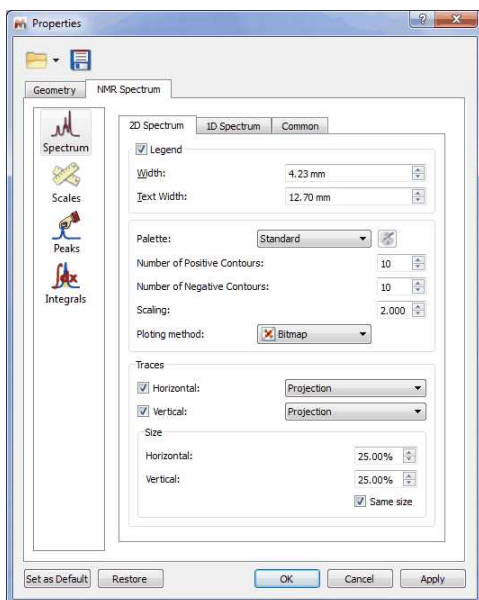 Properties
Geometry NMR Spectrum
Spectrum
Scales
Peaks
Integrals
2D Spectrum 1D Spectrum Common
Legend
Width: 4.23 mm
Text Width: 12.70 mm
Palette: Standard
Number of Positive Contours: 10
Number of Negative Contours: 10
Scaling: 2.000
Ploting method: Bitmap
Traces
Horizontal: Projection
Vertical: Projection
Size
Horizontal: 25.00%
Vertical: 25.00%
Same size
Set as Default Restore OK Cancel Apply